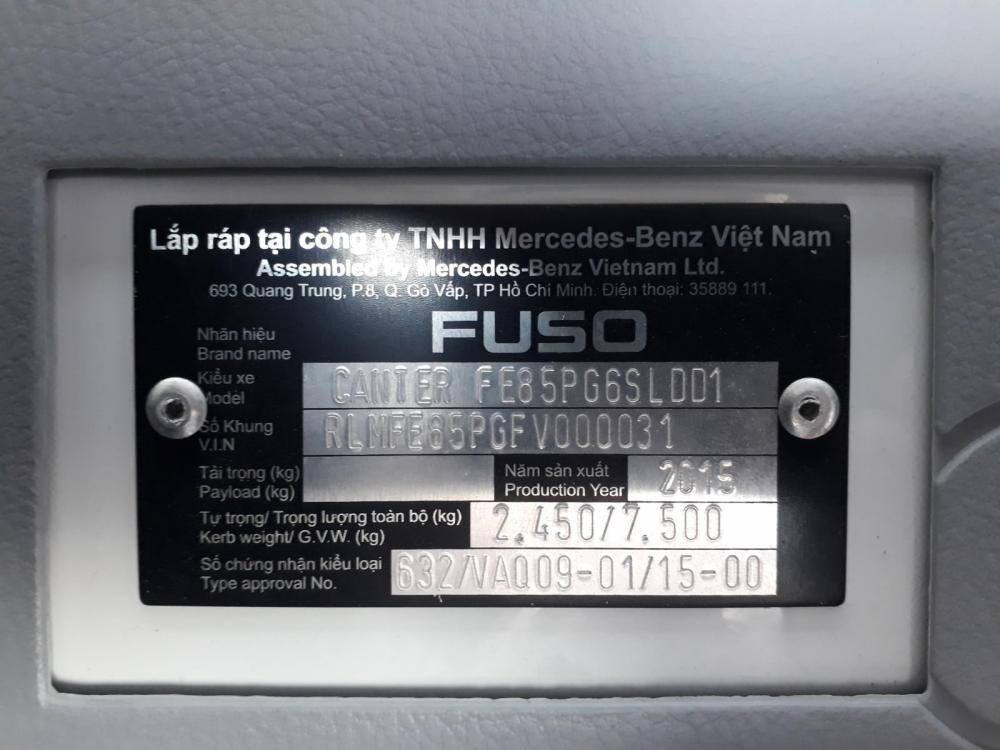 Lắp ráp tại công ty TNHH Mercedes-Benz Việt Nam
Assembled by Mercedes-Benz Vietnam Ltd.
693 Quang Trung, P.8, Q. Gò Vấp, TP Hồ Chí Minh. Điện thoại: 35889 111.
Nhãn hiệu
Brand name
FUSO
Kiểu xe
Model
CANTER FE85PG6SLDD1
Số Khung
V.I.N
RLMFE85PGFV000031
Tải trọng (kg)
Payload (kg)
Năm sản xuất
Production Year
2015
Tự trọng/ Trọng lượng toàn bộ (kg)
Kerb weight/ G.V.W. (kg)
2.450/7.500
Số chứng nhận kiểu loại
Type approval No.
632/VAQ09-01/15-00